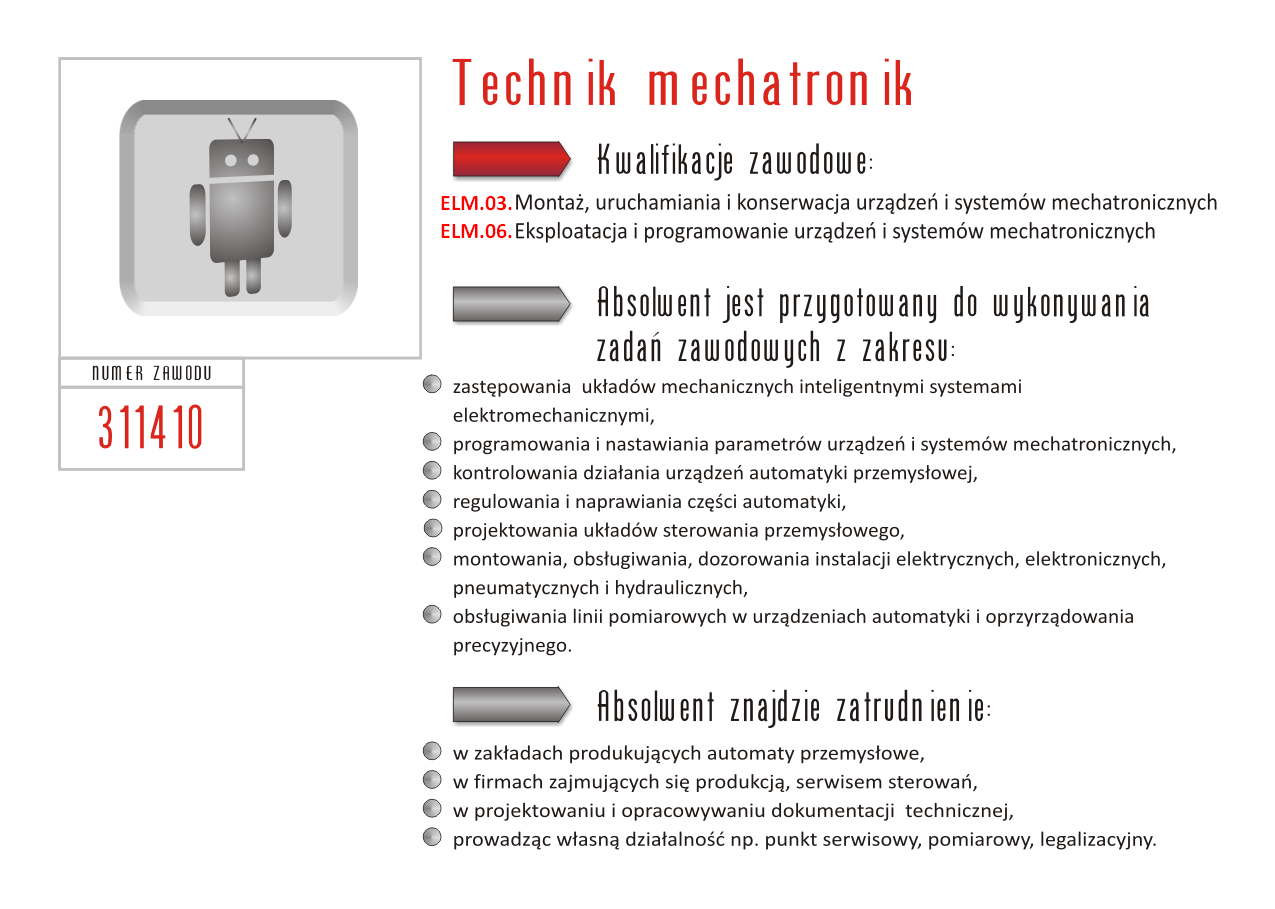 Technik mechatronik
Kwalifikacje zawodowe:
ELM.03. Montaż, uruchamiania i konserwacja urządzeń i systemów mechatronicznych
ELM.06. Eksploatacja i programowanie urządzeń i systemów mechatronicznych
Absolwent jest przygotowany do wykonywania
zadań zawodowych z zakresu:
NUMER ZAWODU
311410
zastępowania układów mechanicznych inteligentnymi systemami
elektromechanicznymi,
programowania i nastawiania parametrów urządzeń i systemów mechatronicznych,
kontrolowania działania urządzeń automatyki przemysłowej,
regulowania i naprawiania części automatyki,
projektowania układów sterowania przemysłowego,
montowania, obsługiwania, dozorowania instalacji elektrycznych, elektronicznych,
pneumatycznych i hydraulicznych,
obsługiwania linii pomiarowych w urządzeniach automatyki i oprzyrządowania
precyzyjnego.
Absolwent znajdzie zatrudnienie:
w zakładach produkujących automaty przemysłowe,
w firmach zajmujących się produkcją, serwisem sterowań,
w projektowaniu i opracowywaniu dokumentacji technicznej,
prowadząc własną działalność np. punkt serwisowy, pomiarowy, legalizacyjny.